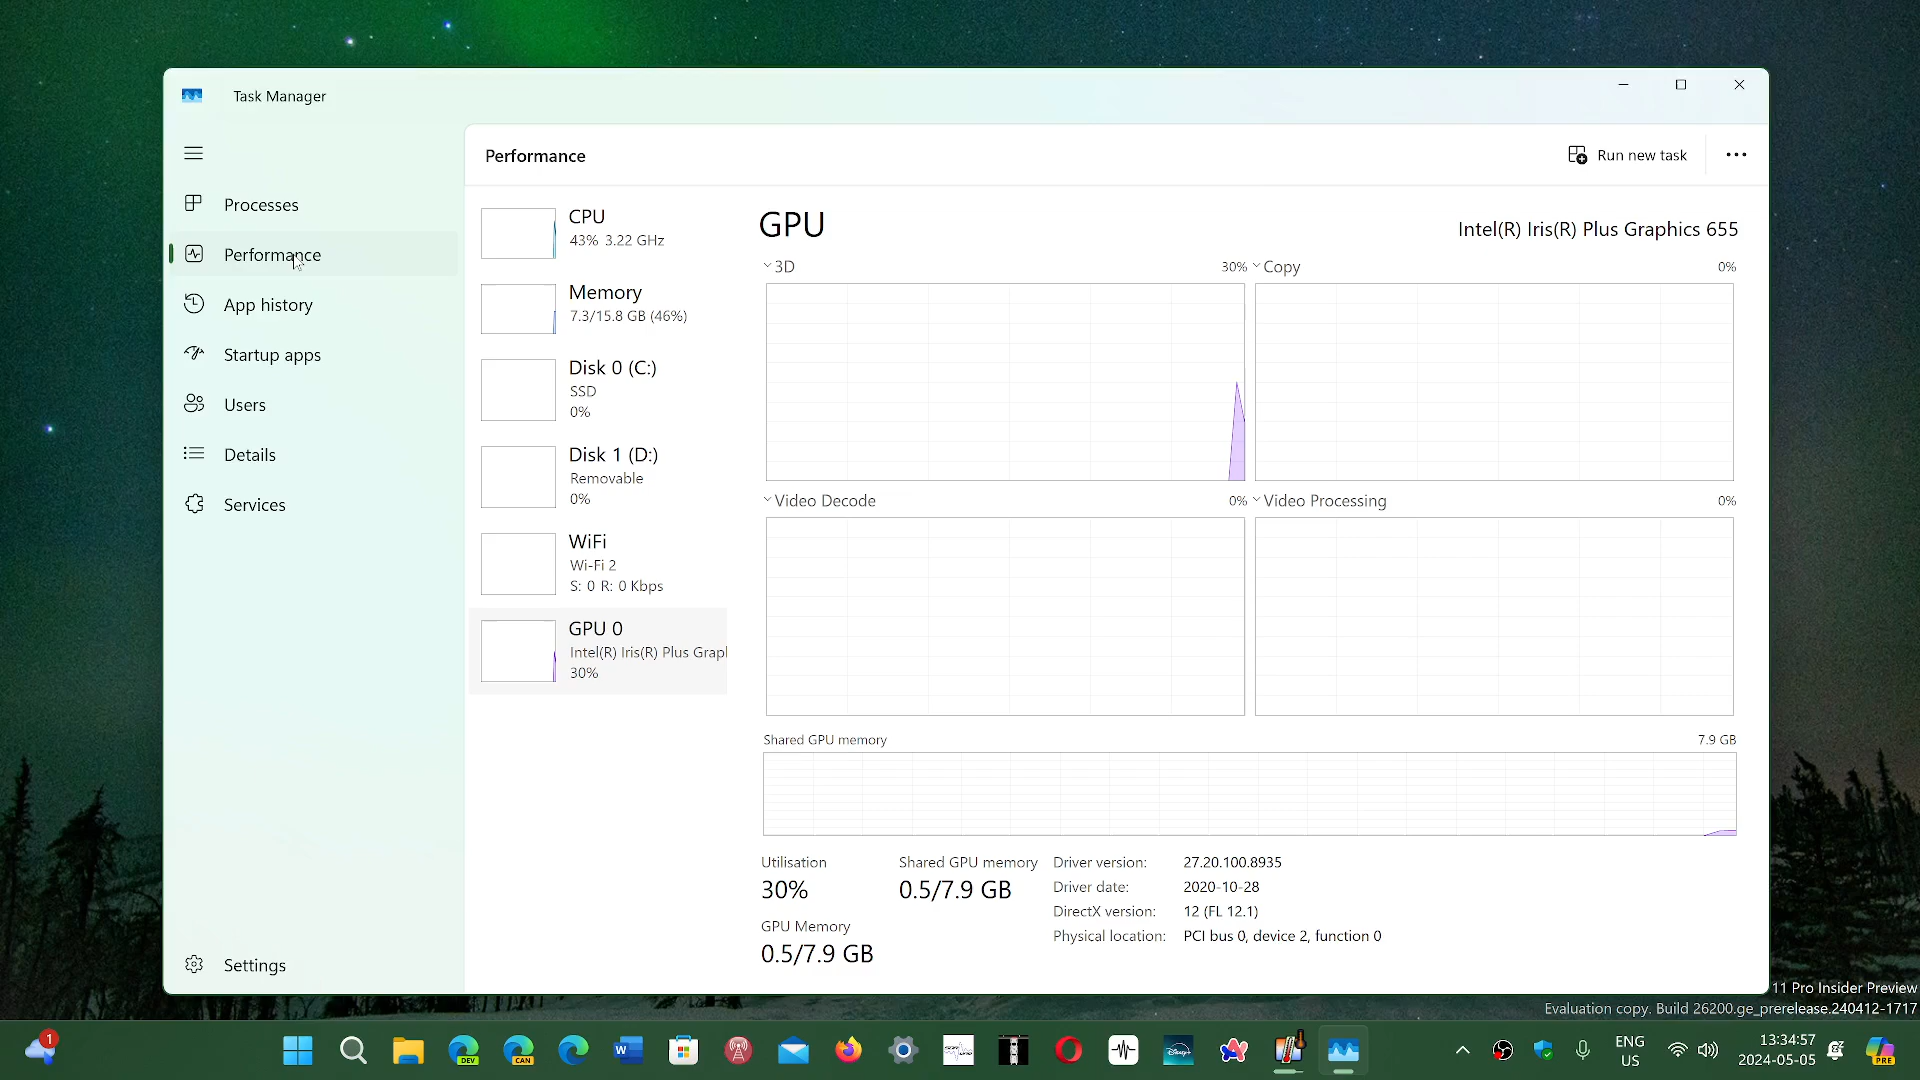 Task Manager
Performance
Run new task
Processes
Performance
App history
Startup apps
Users
Details
Services
Settings
CPU
43% 3.22 GHz
Memory
7.3/15.8 GB (46%)
Disk 0 (C:)
SSD
0%
Disk 1 (D:)
Removable
0%
WiFi
Wi-Fi 2
S: 0 R: 0 Kbps
GPU 0
Intel(R) Iris(R) Plus Grap
30%
GPU
Intel(R) Iris(R) Plus Graphics 655
3D 30%
Copy 0%
Video Decode 0%
Video Processing 0%
Shared GPU memory 7.9 GB
Utilisation
30%
Shared GPU memory
0.5/7.9 GB
GPU Memory
0.5/7.9 GB
Driver version: 27.20.100.8935
Driver date: 2020-10-28
DirectX version: 12 (FL 12.1)
Physical location: PCI bus 0, device 2, function 0
11 Pro Insider Preview
Evaluation copy. Build 26200.ge_prerelease.240412-1717
1
DEV
CAN
W
Disney+
ENG
US
13:34:57
2024-05-05
PRE